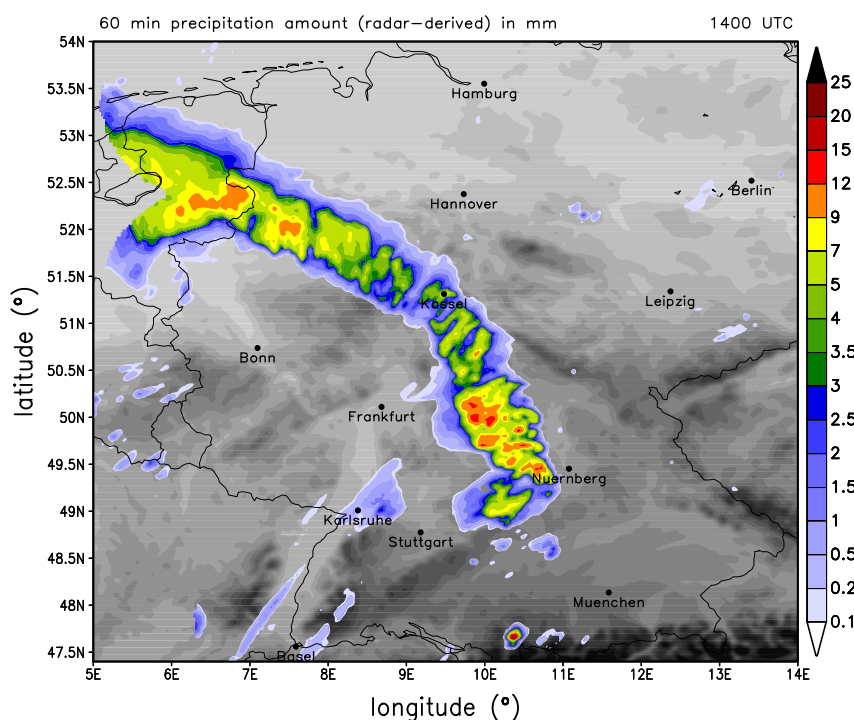 60 min precipitation amount (radar-derived) in mm 1400 UTC
54N
53.5N
53N
52.5N
52N
51.5N
51N
50.5N
50N
49.5N
49N
48.5N
48N
47.5N
latitude (°)
Hamburg
Berlin
Hannover
Leipzig
Kassel
Bonn
Frankfurt
Nuernberg
Karlsruhe
Stuttgart
Muenchen
Basel
5E 6E 7E 8E 9E 10E 11E 12E 13E 14E
longitude (°)
25
20
15
12
9
7
5
4
3.5
3
2.5
2
1.5
1
0.5
0.2
0.1